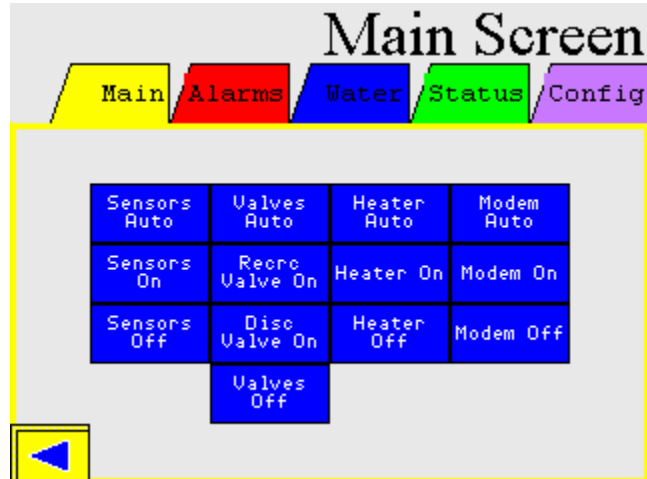 Main Screen
Main Alarms Water Status Config
Sensors Auto Valves Auto Heater Auto Modem Auto
Sensors On Recrc Valve On Heater On Modem On
Sensors Off Disc Valve On Heater Off Modem Off
Valves Off